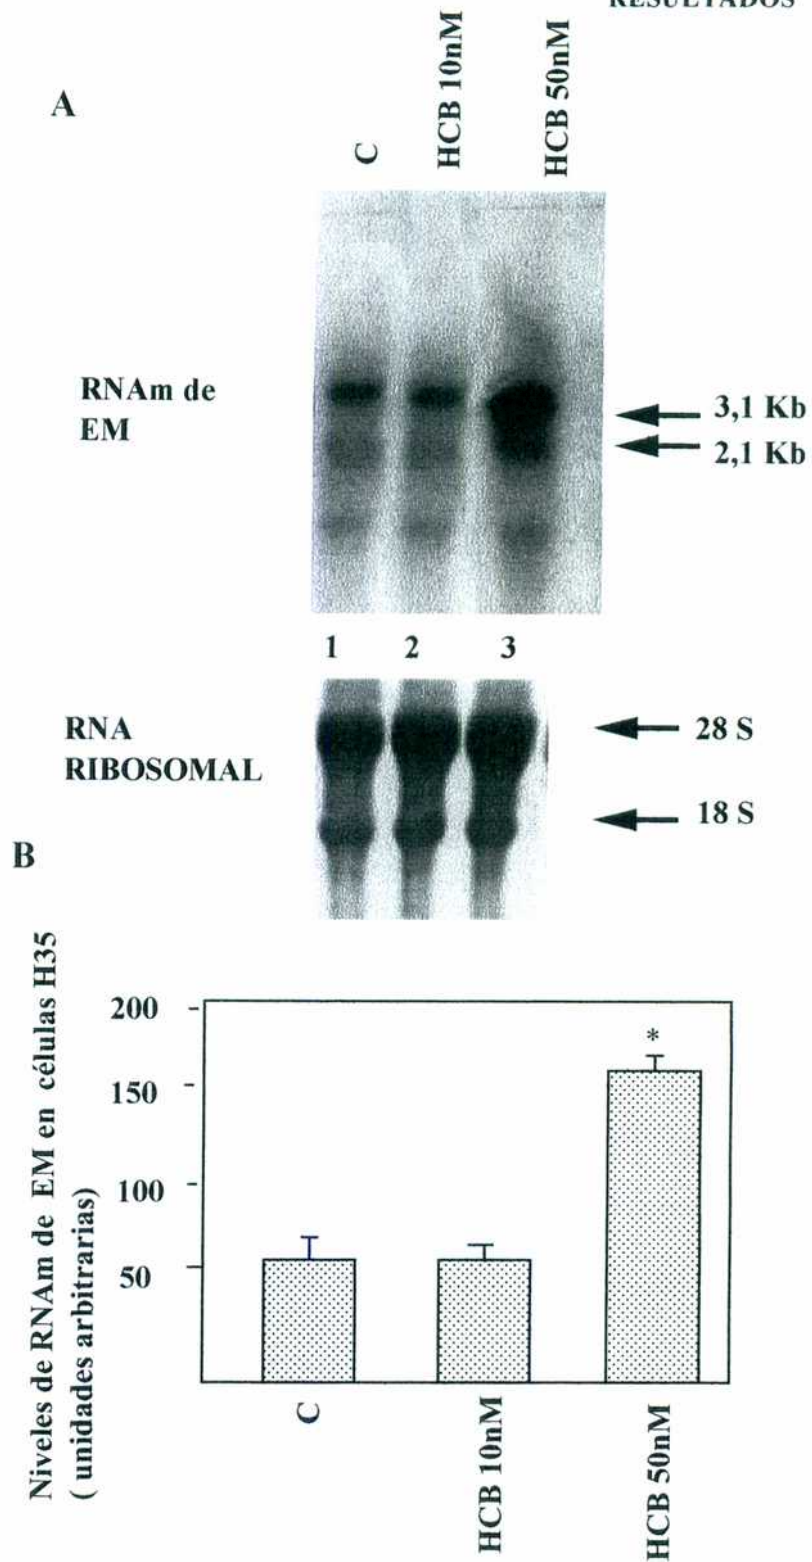 RESULTADOS
A
C
HCB 10nM
HCB 50nM
RNAm de
EM
3,1 Kb
2,1 Kb
1 2 3
RNA
RIBOSOMAL
28 S
18 S
B
Niveles de RNAm de EM en células H35
( unidades arbitrarias)
200
150
100
50
*
C
HCB 10nM
HCB 50nM